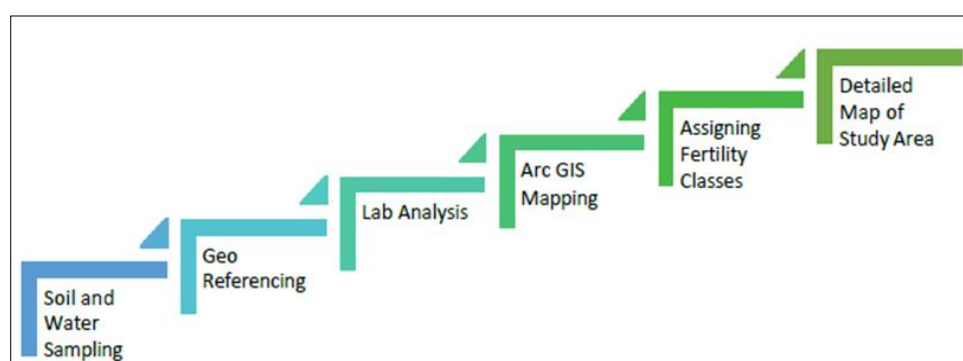 Soil and
Water
Sampling
Geo
Referencing
Lab Analysis
Arc GIS
Mapping
Assigning
Fertility
Classes
Detailed
Map of
Study Area